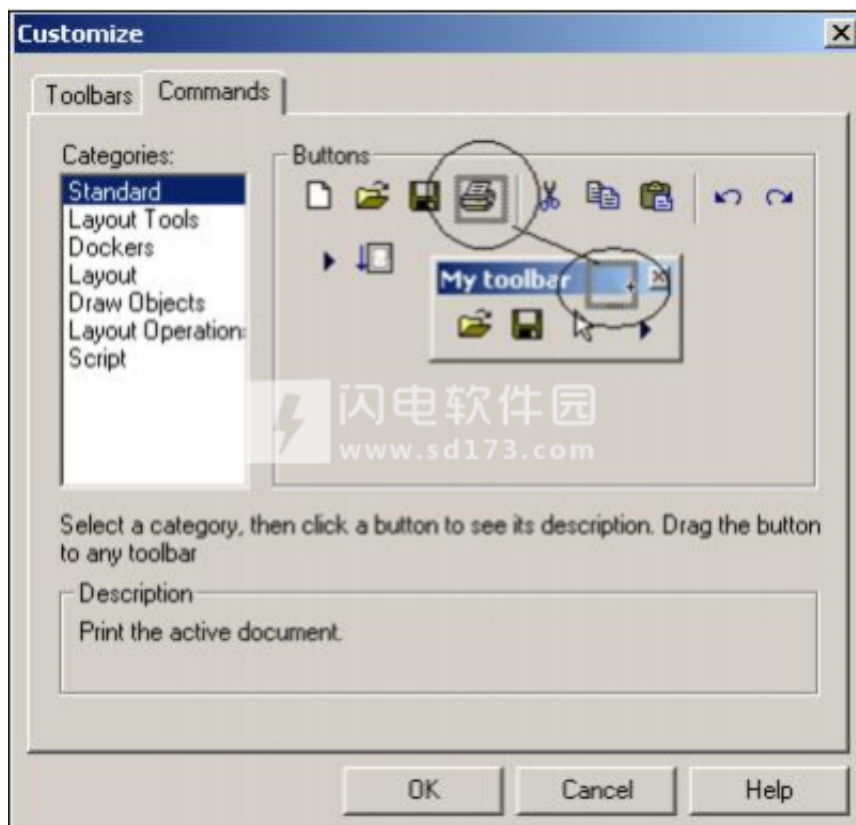 Customize
Toolbars
Commands
Categories:
Buttons
Standard
Layout Tools
Dockers
Layout
Draw Objects
Layout Operation
Script
My toolbar
闪电软件园
www.sd173.com
Select a category, then click a button to see its description. Drag the button
to any toolbar
Description
Print the active document.
OK
Cancel
Help